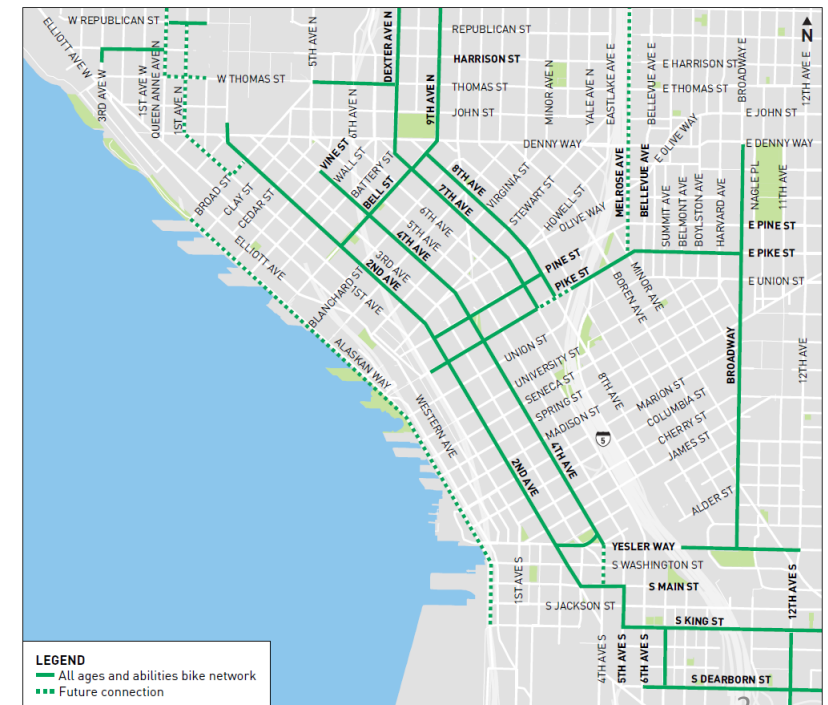 W REPUBLICAN ST
ELLIOTT AVE W
3RD AVE W
1ST AVE W
QUEEN ANNE AVE N
1ST AVE N
W THOMAS ST
5TH AVE N
6TH AVE N
DEXTER AVE N
9TH AVE N
REPUBLICAN ST
HARRISON ST
THOMAS ST
JOHN ST
DENNY WAY
MINOR AVE N
YALE AVE N
EASTLAKE AVE E
MELROSE AVE
BELLEVUE AVE E
BELLEVUE AVE
E HARRISON ST
E THOMAS ST
BROADWAY E
12TH AVE E
N
E JOHN ST
E DENNY WAY
E OLIVE WAY
SUMMIT AVE
BELMONT AVE
BOYLSTON AVE
HARVARD AVE
NAGLE PL
11TH AVE
E PINE ST
E PIKE ST
E UNION ST
VINE ST
WALL ST
BATTERY ST
BELL ST
BROAD ST
CLAY ST
CEDAR ST
8TH AVE
7TH AVE
6TH AVE
5TH AVE
4TH AVE
3RD AVE
2ND AVE
1ST AVE
VIRGINIA ST
STEWART ST
HOWELL ST
OLIVE WAY
PINE ST
PIKE ST
ELLIOTT AVE
BLANCHARD ST
ALASKAN WAY
WESTERN AVE
MINOR AVE
BOREN AVE
UNION ST
UNIVERSITY ST
SENECA ST
SPRING ST
MADISON ST
8TH AVE
MARION ST
COLUMBIA ST
CHERRY ST
JAMES ST
5
BROADWAY
12TH AVE
2ND AVE
4TH AVE
ALDER ST
YESLER WAY
S WASHINGTON ST
S MAIN ST
1ST AVE S
S JACKSON ST
S KING ST
12TH AVE S
4TH AVE S
5TH AVE S
6TH AVE S
S DEARBORN ST
LEGEND
All ages and abilities bike network
Future connection